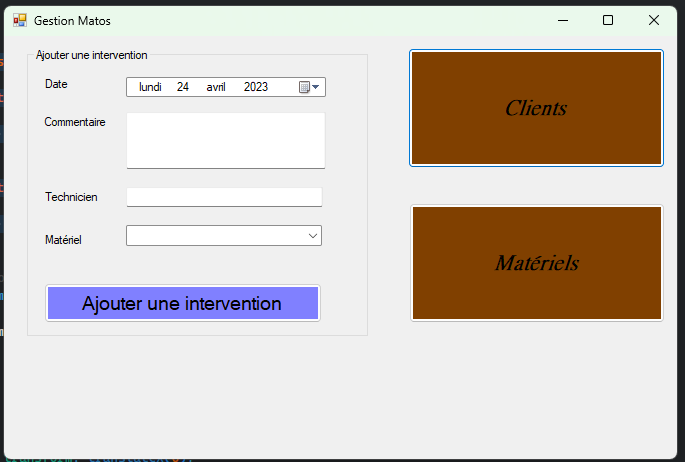 Gestion Matos
Ajouter une intervention
Date
lundi 24 avril 2023
Commentaire
Technicien
Matériel
Ajouter une intervention
Clients
Matériels